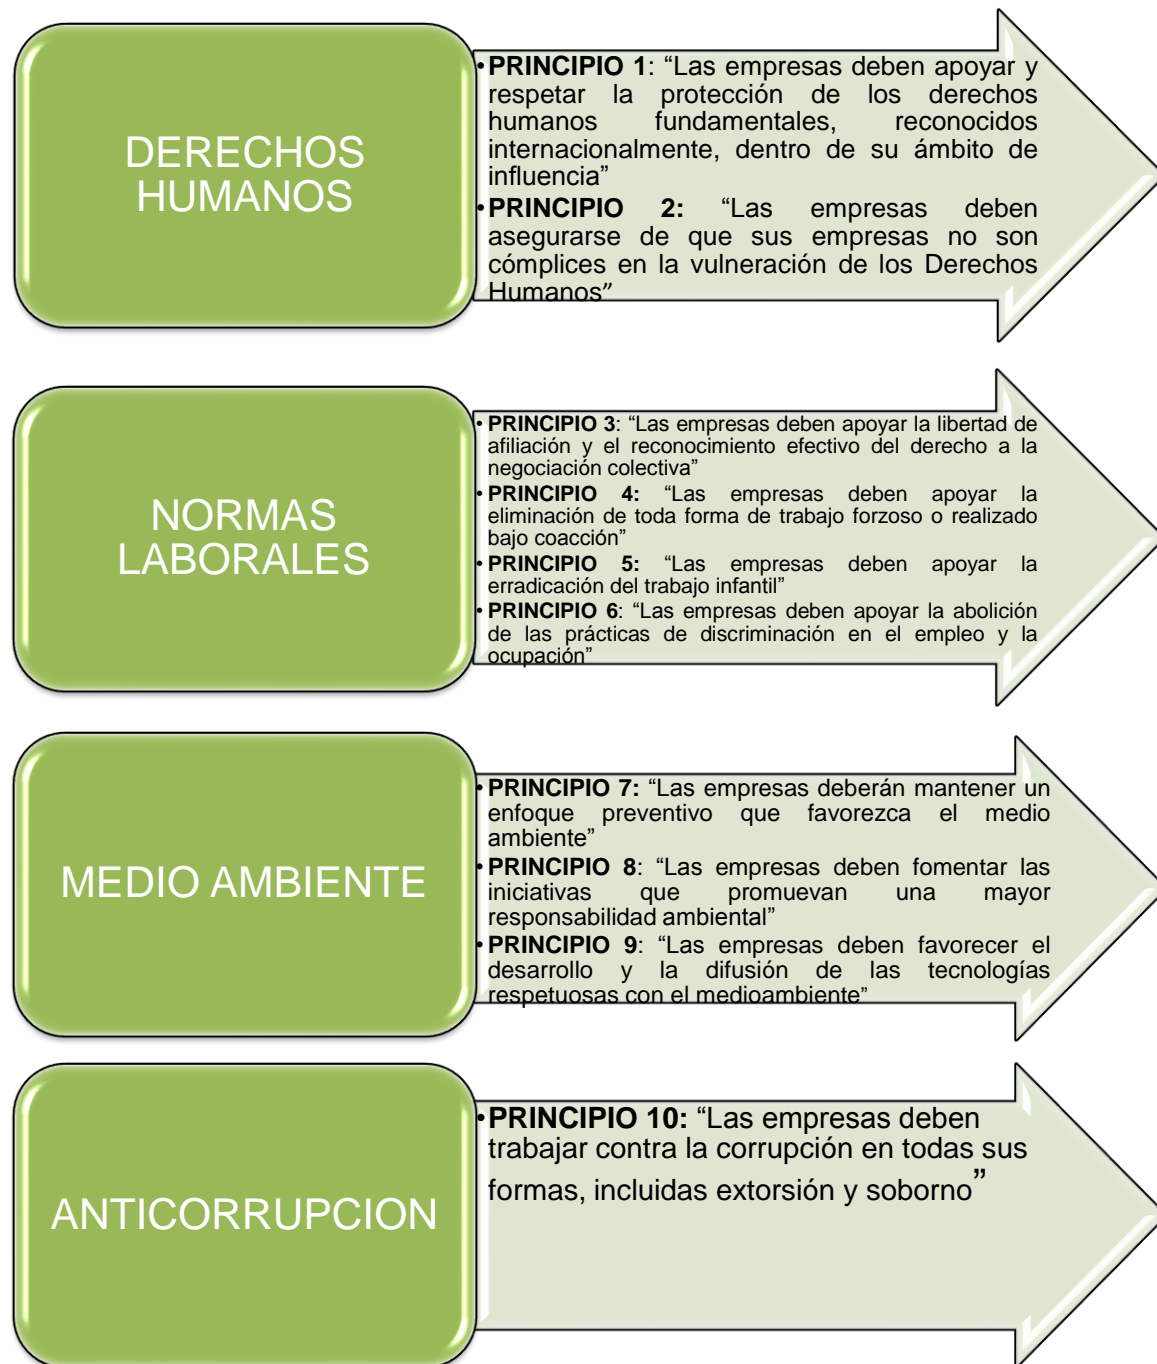 DERECHOS
HUMANOS
•PRINCIPIO 1: “Las empresas deben apoyar y
respetar la protección de los derechos
humanos fundamentales, reconocidos
internacionalmente, dentro de su ámbito de
influencia”
•PRINCIPIO 2: “Las empresas deben
asegurarse de que sus empresas no son
cómplices en la vulneración de los Derechos
Humanos”
NORMAS
LABORALES
•PRINCIPIO 3: “Las empresas deben apoyar la libertad de
afiliación y el reconocimiento efectivo del derecho a la
negociación colectiva”
•PRINCIPIO 4: “Las empresas deben apoyar la
eliminación de toda forma de trabajo forzoso o realizado
bajo coacción”
•PRINCIPIO 5: “Las empresas deben apoyar la
erradicación del trabajo infantil”
•PRINCIPIO 6: “Las empresas deben apoyar la abolición
de las prácticas de discriminación en el empleo y la
ocupación”
MEDIO AMBIENTE
•PRINCIPIO 7: “Las empresas deberán mantener un
enfoque preventivo que favorezca el medio
ambiente”
•PRINCIPIO 8: “Las empresas deben fomentar las
iniciativas que promuevan una mayor
responsabilidad ambiental”
•PRINCIPIO 9: “Las empresas deben favorecer el
desarrollo y la difusión de las tecnologías
respetuosas con el medioambiente”
ANTICORRUPCION
•PRINCIPIO 10: “Las empresas deben
trabajar contra la corrupción en todas sus
formas, incluidas extorsión y soborno”